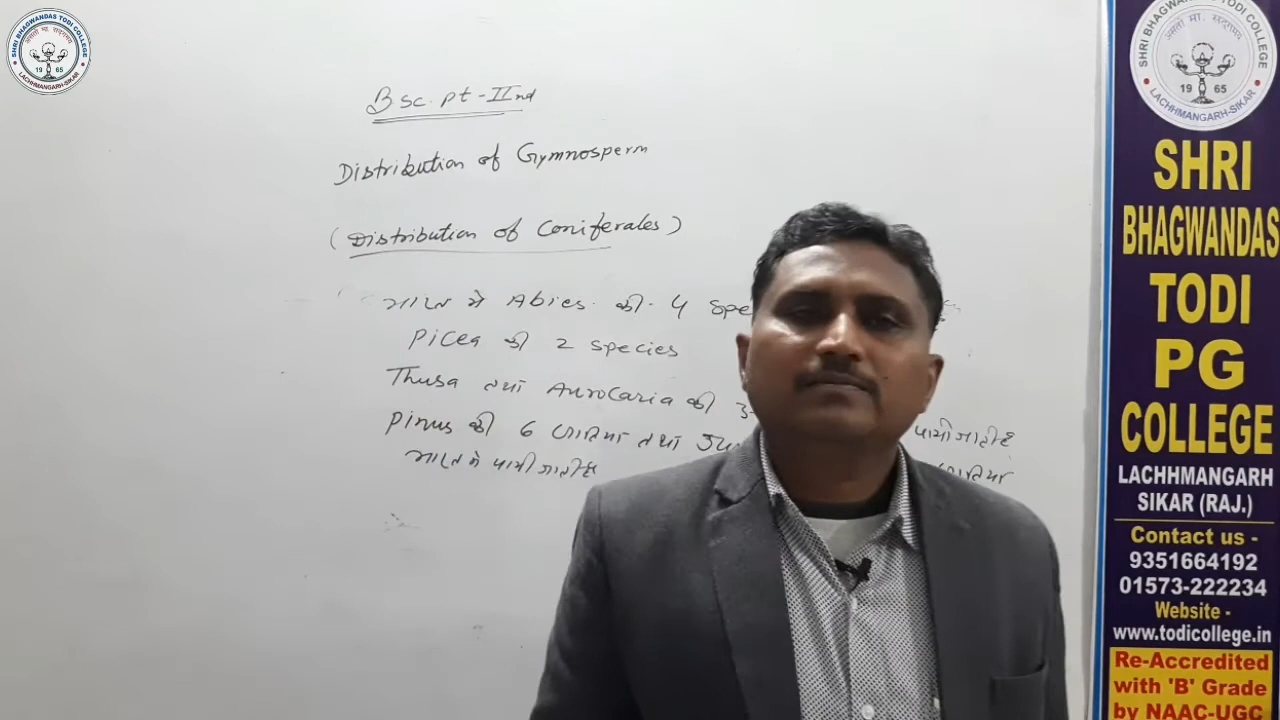 SHRI BHAGWANDAS TODI COLLEGE
1965
LACHHMANGARH-SIKAR
Bsc. Pt-IInd
Distribution of Gymnosperm
(Distribution of Coniferales)
भारत मे Abies. की 4 spe
Picea की 2 species
Thusa तथा Aurocaria की 3- पायी जाती है
Pinus की 6 जातियां तथा
भारत मे पायी जाती है
SHRI BHAGWANDAS TODI COLLEGE
1965
LACHHMANGARH-SIKAR
SHRI
BHAGWANDAS
TODI
PG
COLLEGE
LACHHMANGARH
SIKAR (RAJ.)
Contact us -
9351664192
01573-222234
Website -
www.todicollege.in
Re-Accredited
with 'B' Grade
by NAAC-UGC